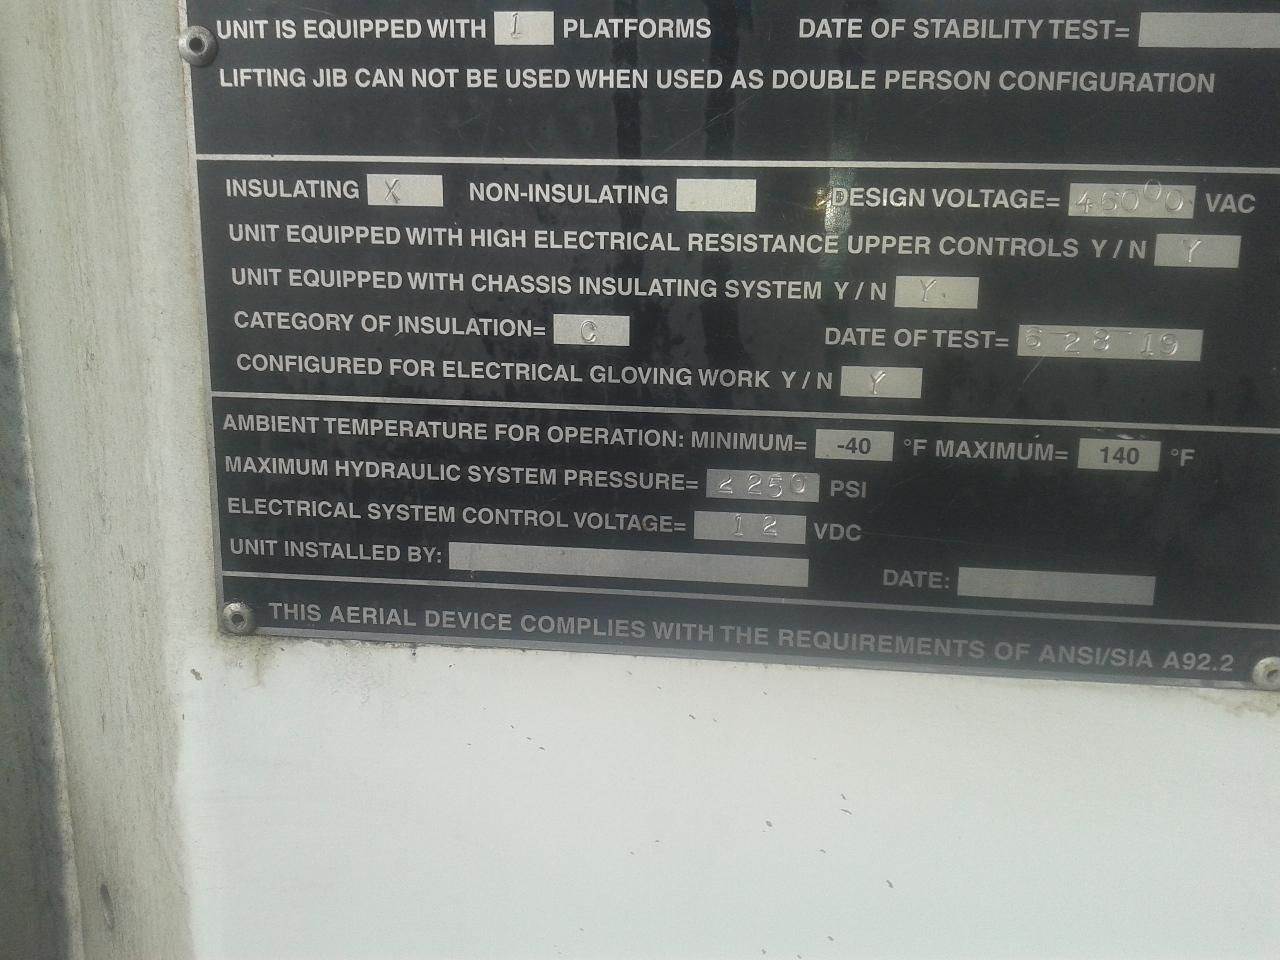 UNIT IS EQUIPPED WITH 1 PLATFORMS DATE OF STABILITY TEST=
LIFTING JIB CAN NOT BE USED WHEN USED AS DOUBLE PERSON CONFIGURATION
INSULATING X NON-INSULATING DESIGN VOLTAGE= 46000 VAC
UNIT EQUIPPED WITH HIGH ELECTRICAL RESISTANCE UPPER CONTROLS Y / N Y
UNIT EQUIPPED WITH CHASSIS INSULATING SYSTEM Y / N Y
CATEGORY OF INSULATION= C DATE OF TEST= 6 28 19
CONFIGURED FOR ELECTRICAL GLOVING WORK Y / N Y
AMBIENT TEMPERATURE FOR OPERATION: MINIMUM= -40 °F MAXIMUM= 140 °F
MAXIMUM HYDRAULIC SYSTEM PRESSURE= 2250 PSI
ELECTRICAL SYSTEM CONTROL VOLTAGE= 12 VDC
UNIT INSTALLED BY: DATE:
THIS AERIAL DEVICE COMPLIES WITH THE REQUIREMENTS OF ANSI/SIA A92.2